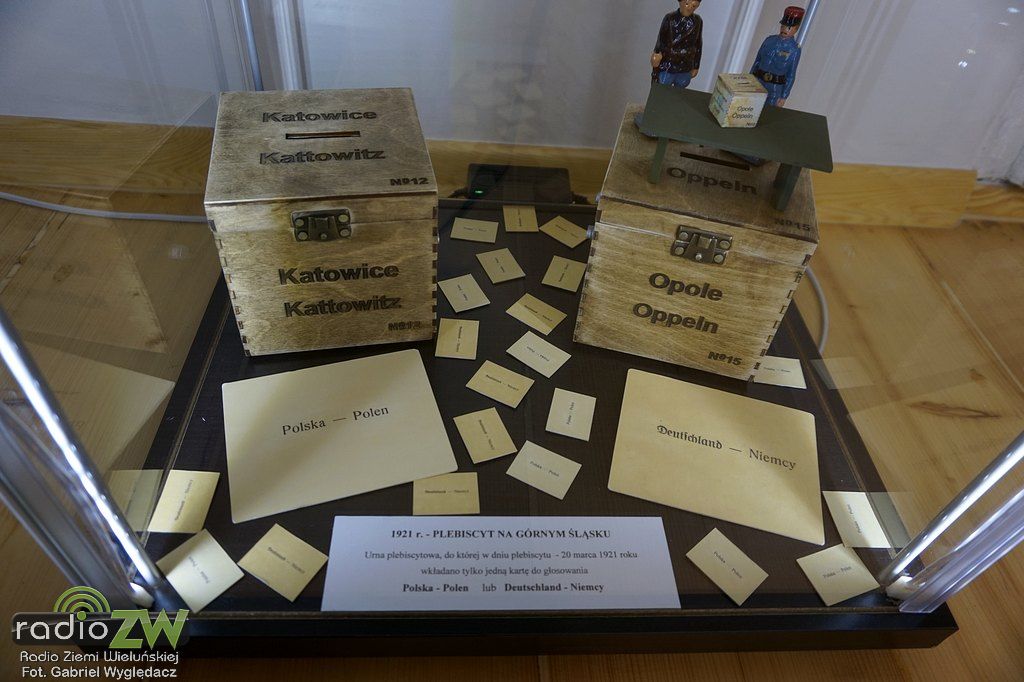 Katowice
Kattowitz
№12
Katowice
Kattowitz
№12
Opole
Oppeln
Oppeln
№15
Opole
Oppeln
№15
Polska — Polen
Deutschland — Niemcy
1921 r. - PLEBISCYT NA GÓRNYM ŚLĄSKU
Urna plebiscytowa, do której w dniu plebiscytu - 20 marca 1921 roku
wkładano tylko jedną kartę do głosowania
Polska - Polen lub Deutschland - Niemcy
radioZW
Radio Ziemi Wieluńskiej
Fot. Gabriel Wyględacz